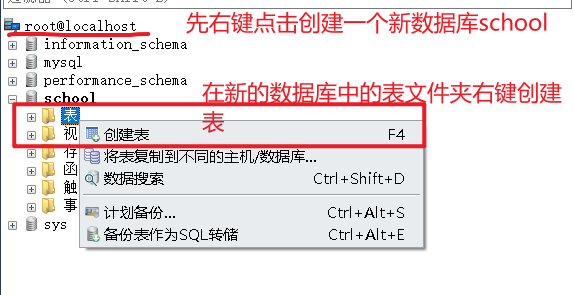 root@localhost
先右键点击创建一个新数据库school
information_schema
mysql
performance_schema
school
在新的数据库中的表文件夹右键创建
表
表
创建表 F4
视
将表复制到不同的主机/数据库...
存
数据搜索 Ctrl+Shift+D
函
触
计划备份... Ctrl+Alt+S
事
备份表作为SQL转储 Ctrl+Alt+E
sys